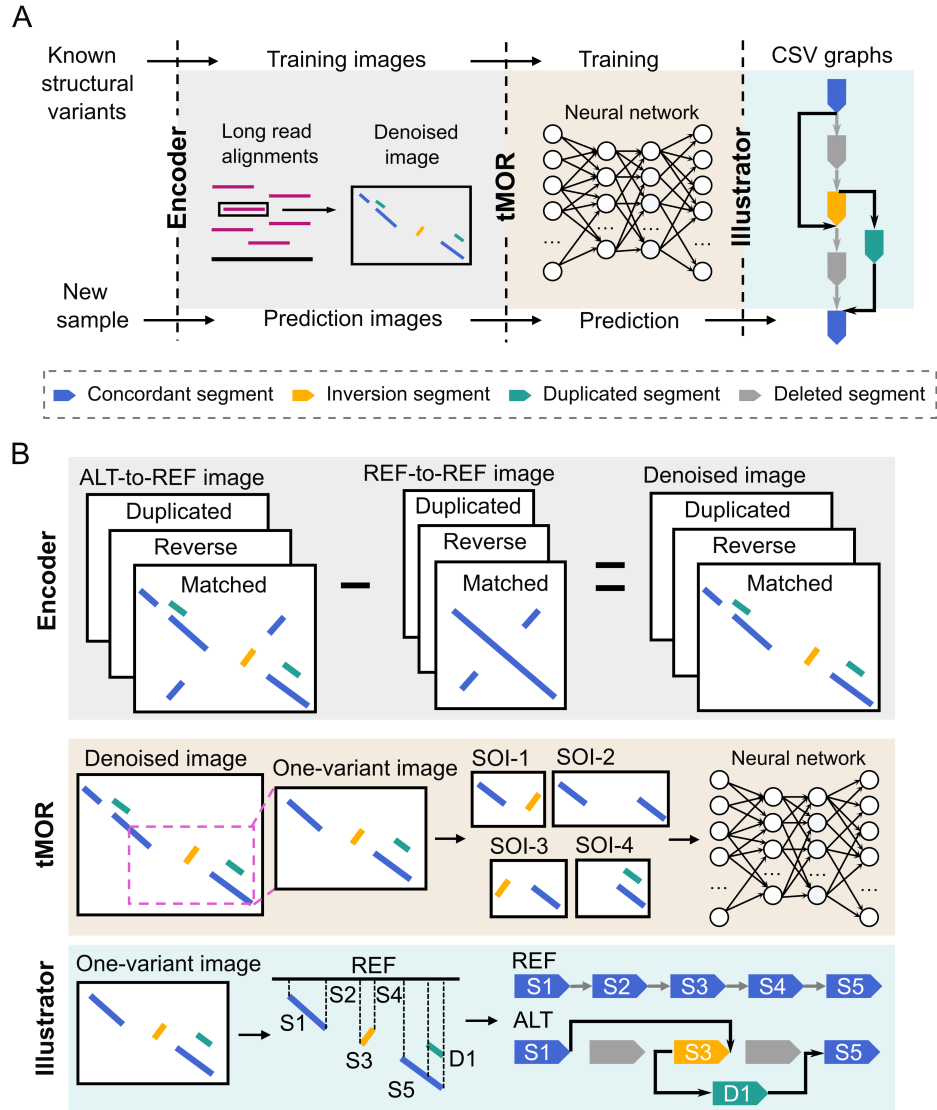 A
Known
structural
variants
Training images
Training
CSV graphs
Encoder
Long read
alignments
Denoised
image
tMOR
Neural network
...
...
Illustrator
New
sample
Prediction images
Prediction
Concordant segment
Inversion segment
Duplicated segment
Deleted segment
B
Encoder
ALT-to-REF image
Duplicated
Reverse
Matched
REF-to-REF image
Duplicated
Reverse
Matched
Denoised image
Duplicated
Reverse
Matched
tMOR
Denoised image
One-variant image
SOI-1
SOI-2
SOI-3
SOI-4
Neural network
...
...
...
...
Illustrator
One-variant image
REF
S1
S2
S3
S4
S5
D1
REF
S1
S2
S3
S4
S5
ALT
S1
S3
S5
D1